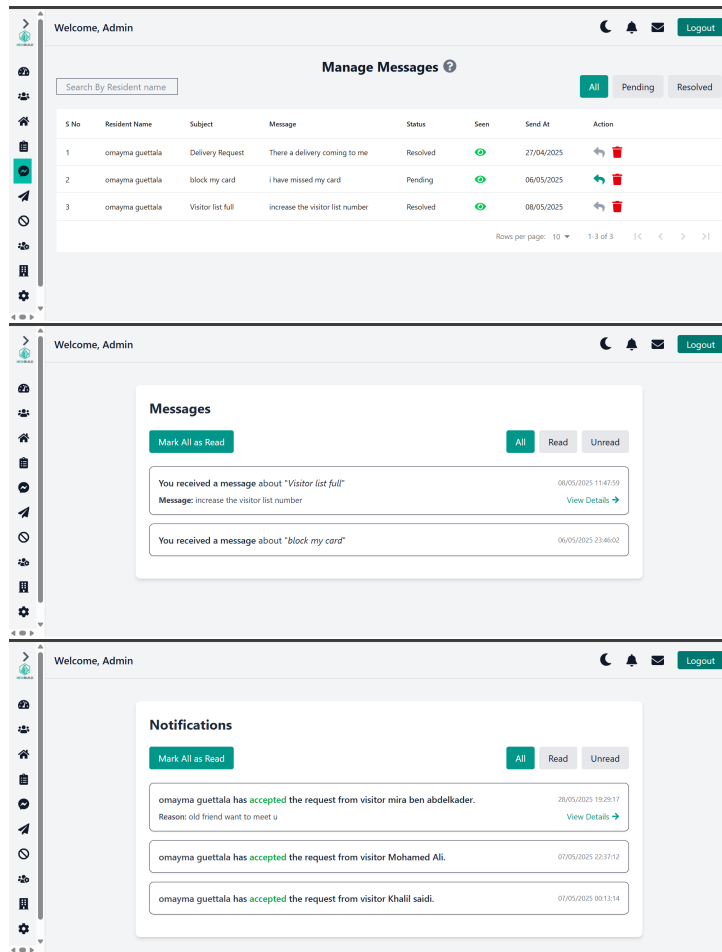 Welcome, Admin
Logout
Manage Messages ?
Search By Resident name
All Pending Resolved
S No Resident Name Subject Message Status Seen Send At Action
1 omayma guettala Delivery Request There a delivery coming to me Resolved 27/04/2025
2 omayma guettala block my card i have missed my card Pending 06/05/2025
3 omayma guettala Visitor list full increase the visitor list number Resolved 08/05/2025
Rows per page: 10 1-3 of 3
Welcome, Admin
Logout
Messages
Mark All as Read All Read Unread
You received a message about "Visitor list full" 08/05/2025 11:47:59
Message: increase the visitor list number View Details →
You received a message about "block my card" 06/05/2025 23:46:02
Welcome, Admin
Logout
Notifications
Mark All as Read All Read Unread
omayma guettala has accepted the request from visitor mira ben abdelkader. 28/05/2025 19:29:17
Reason: old friend want to meet u View Details →
omayma guettala has accepted the request from visitor Mohamed Ali. 07/05/2025 22:37:12
omayma guettala has accepted the request from visitor Khalil saidi. 07/05/2025 00:13:14